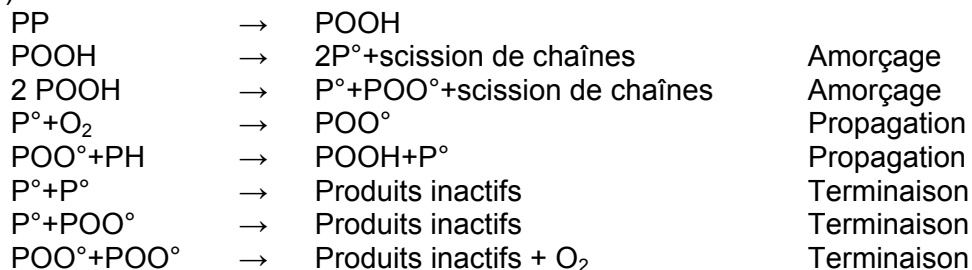 PP → POOH
POOH → 2P°+scission de chaînes Amorçage
2 POOH → P°+POO°+scission de chaînes Amorçage
P°+O₂ → POO° Propagation
POO°+PH → POOH+P° Propagation
P°+P° → Produits inactifs Terminaison
P°+POO° → Produits inactifs Terminaison
POO°+POO° → Produits inactifs + O₂ Terminaison